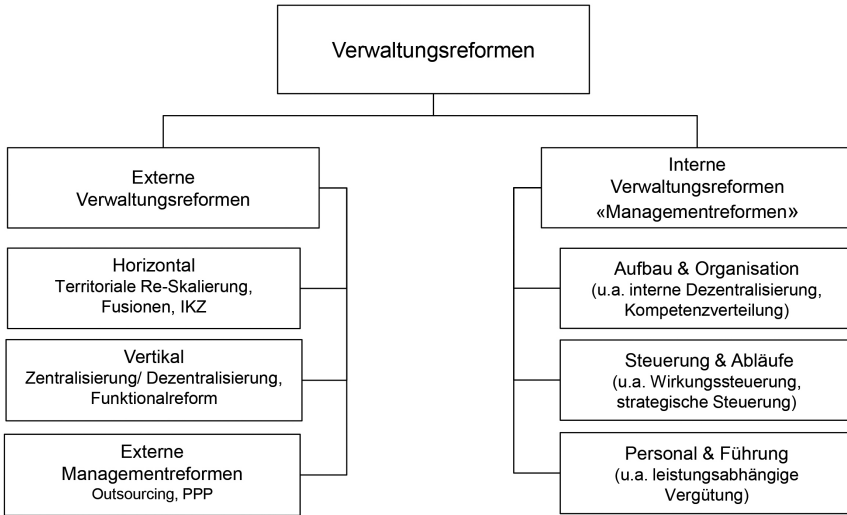 Verwaltungsreformen
Externe
Verwaltungsreformen
Horizontal
Territoriale Re-Skalierung,
Fusionen, IKZ
Vertikal
Zentralisierung/ Dezentralisierung,
Funktionalreform
Externe
Managementreformen
Outsourcing, PPP
Interne
Verwaltungsreformen
«Managementreformen»
Aufbau & Organisation
(u.a. interne Dezentralisierung,
Kompetenzverteilung)
Steuerung & Abläufe
(u.a. Wirkungssteuerung,
strategische Steuerung)
Personal & Führung
(u.a. leistungsabhängige
Vergütung)